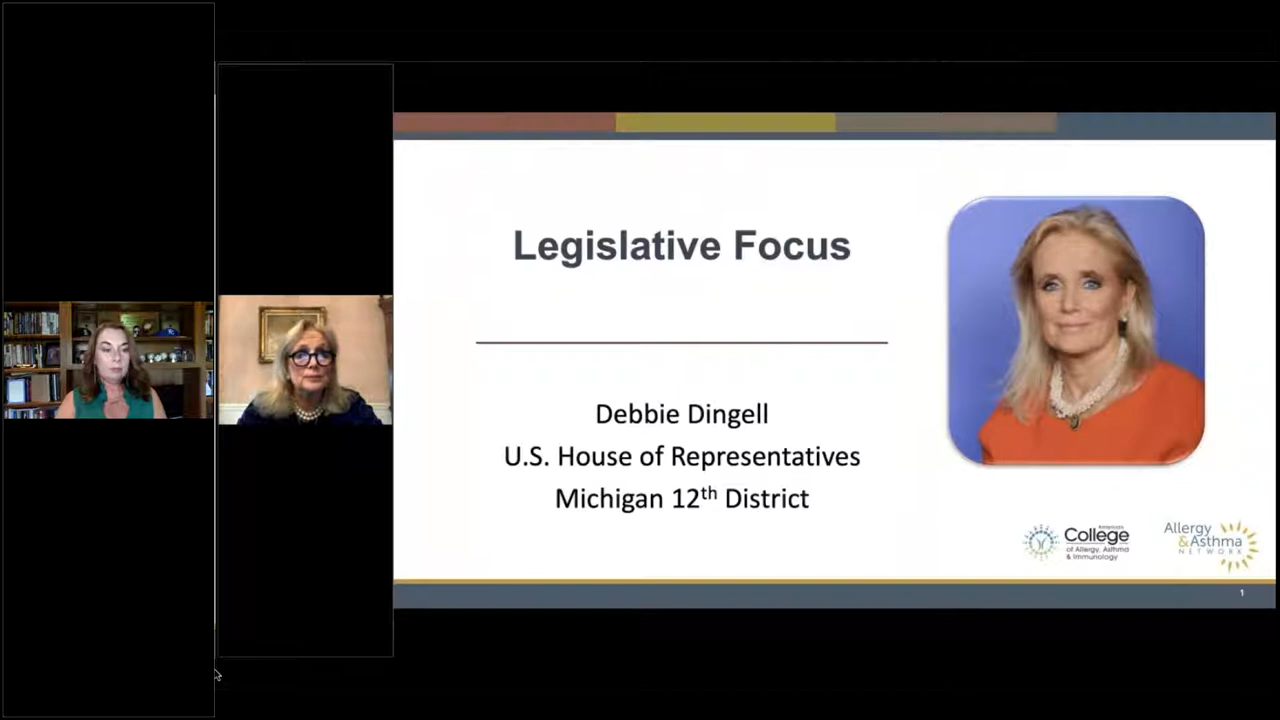 Legislative Focus
Debbie Dingell
U.S. House of Representatives
Michigan 12th District
American
College
of Allergy, Asthma
& Immunology
Allergy
&Asthma
NETWORK
1